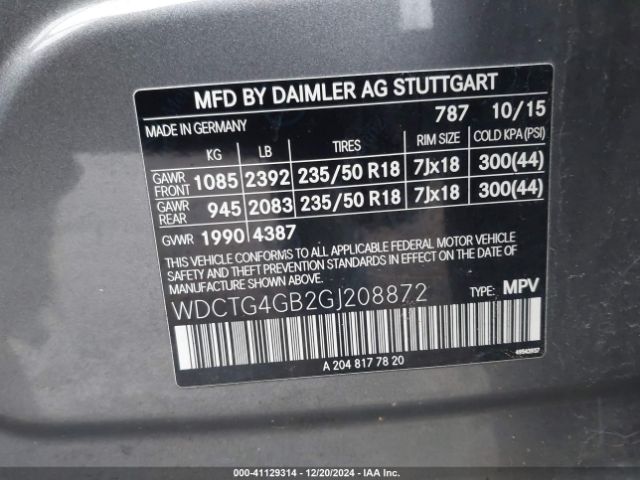 MFD BY DAIMLER AG STUTTGART
787 10/15
MADE IN GERMANY
KG LB TIRES RIM SIZE COLD KPA(PSI)
GAWR FRONT 1085 2392 235/50 R18 7Jx18 300(44)
GAWR REAR 945 2083 235/50 R18 7Jx18 300(44)
GVWR 1990 4387
THIS VEHICLE CONFORMS TO ALL APPLICABLE FEDERAL MOTOR VEHICLE
SAFETY AND THEFT PREVENTION STANDARDS IN EFFECT ON THE DATE OF
MANUFACTURE SHOWN ABOVE.
WDCTG4GB2GJ208872 TYPE: MPV
A 204 817 78 20
000-41129314 - 12/20/2024 - IAA Inc.